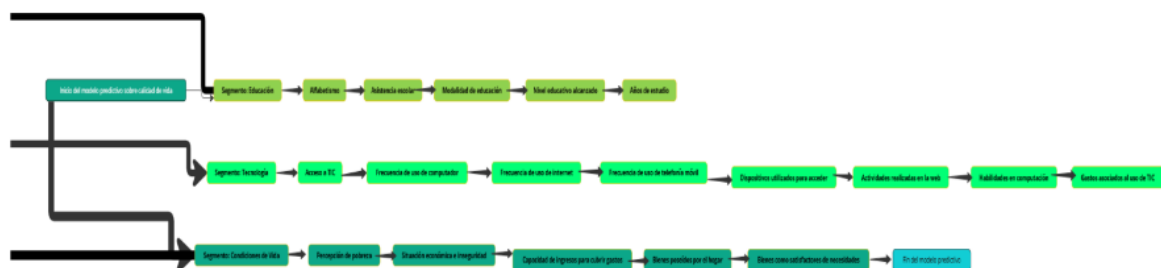 Inicio del modelo predictivo sobre calidad de vida
Segmento: Educación
Alfabetismo
Asistencia escolar
Modalidad de educación
Nivel educativo alcanzado
Años de estudio
Segmento: Tecnología
Acceso a TIC
Frecuencia de uso de computador
Frecuencia de uso de internet
Frecuencia de uso de telefonía móvil
Dispositivos utilizados para acceder
Actividades realizadas en la web
Habilidades en computación
Gastos asociados al uso de TIC
Segmento: Condiciones de Vida
Percepción de pobreza
Situación económica e inseguridad
Capacidad de ingresos para cubrir gastos
Bienes poseídos por el hogar
Bienes como satisfactores de necesidades
Fin del modelo predictivo